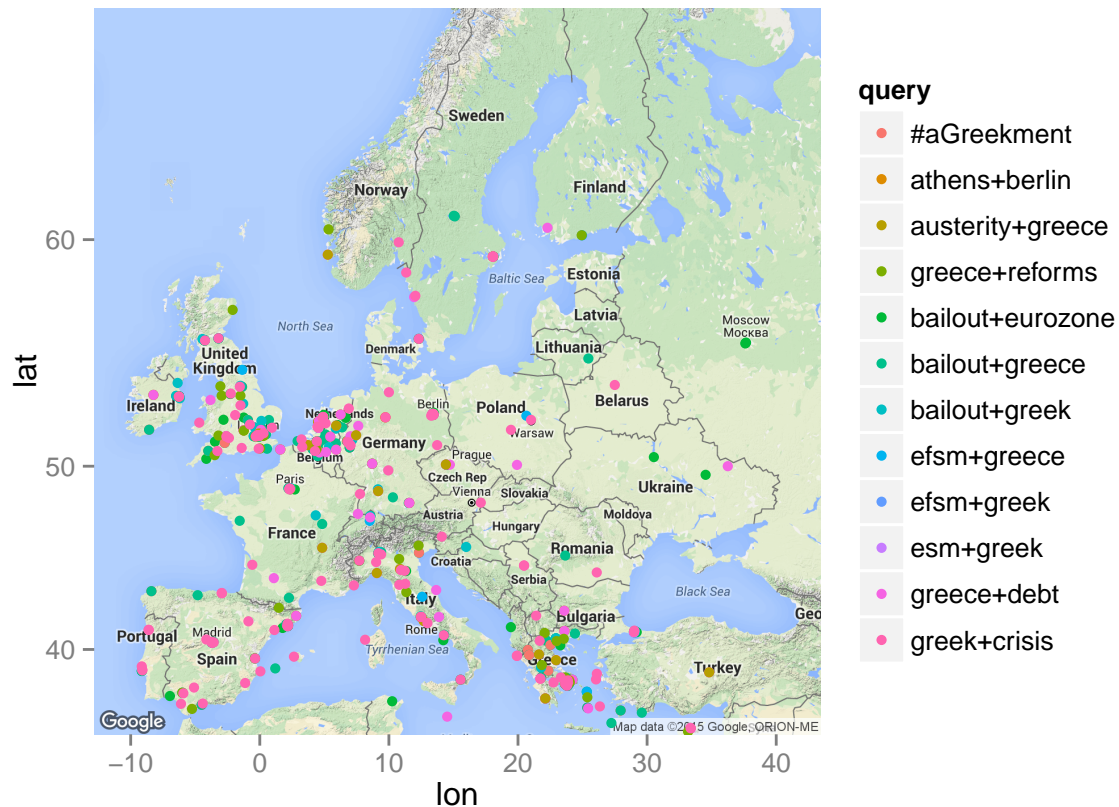 Sweden
Norway
Finland
60
Baltic Sea
Estonia
North Sea
Latvia
Moscow
Москва
Denmark
Lithuania
United
Kingdom
Ireland
Belarus
Netherlands
Berlin
Poland
Warsaw
Germany
Belgium
50
Prague
Paris
Czech Rep
Ukraine
Vienna
Slovakia
Austria
Moldova
France
Hungary
Croatia
Romania
Serbia
Italy
Black Sea
Bulgaria
Geo
Portugal
Madrid
Rome
40
Spain
Tyrrhenian Sea
Greece
Turkey
Google
Map data ©2015 Google, ORION-ME
−10
0
10
20
30
40
lon
lat
query
#aGreekment
athens+berlin
austerity+greece
greece+reforms
bailout+eurozone
bailout+greece
bailout+greek
efsm+greece
efsm+greek
esm+greek
greece+debt
greek+crisis